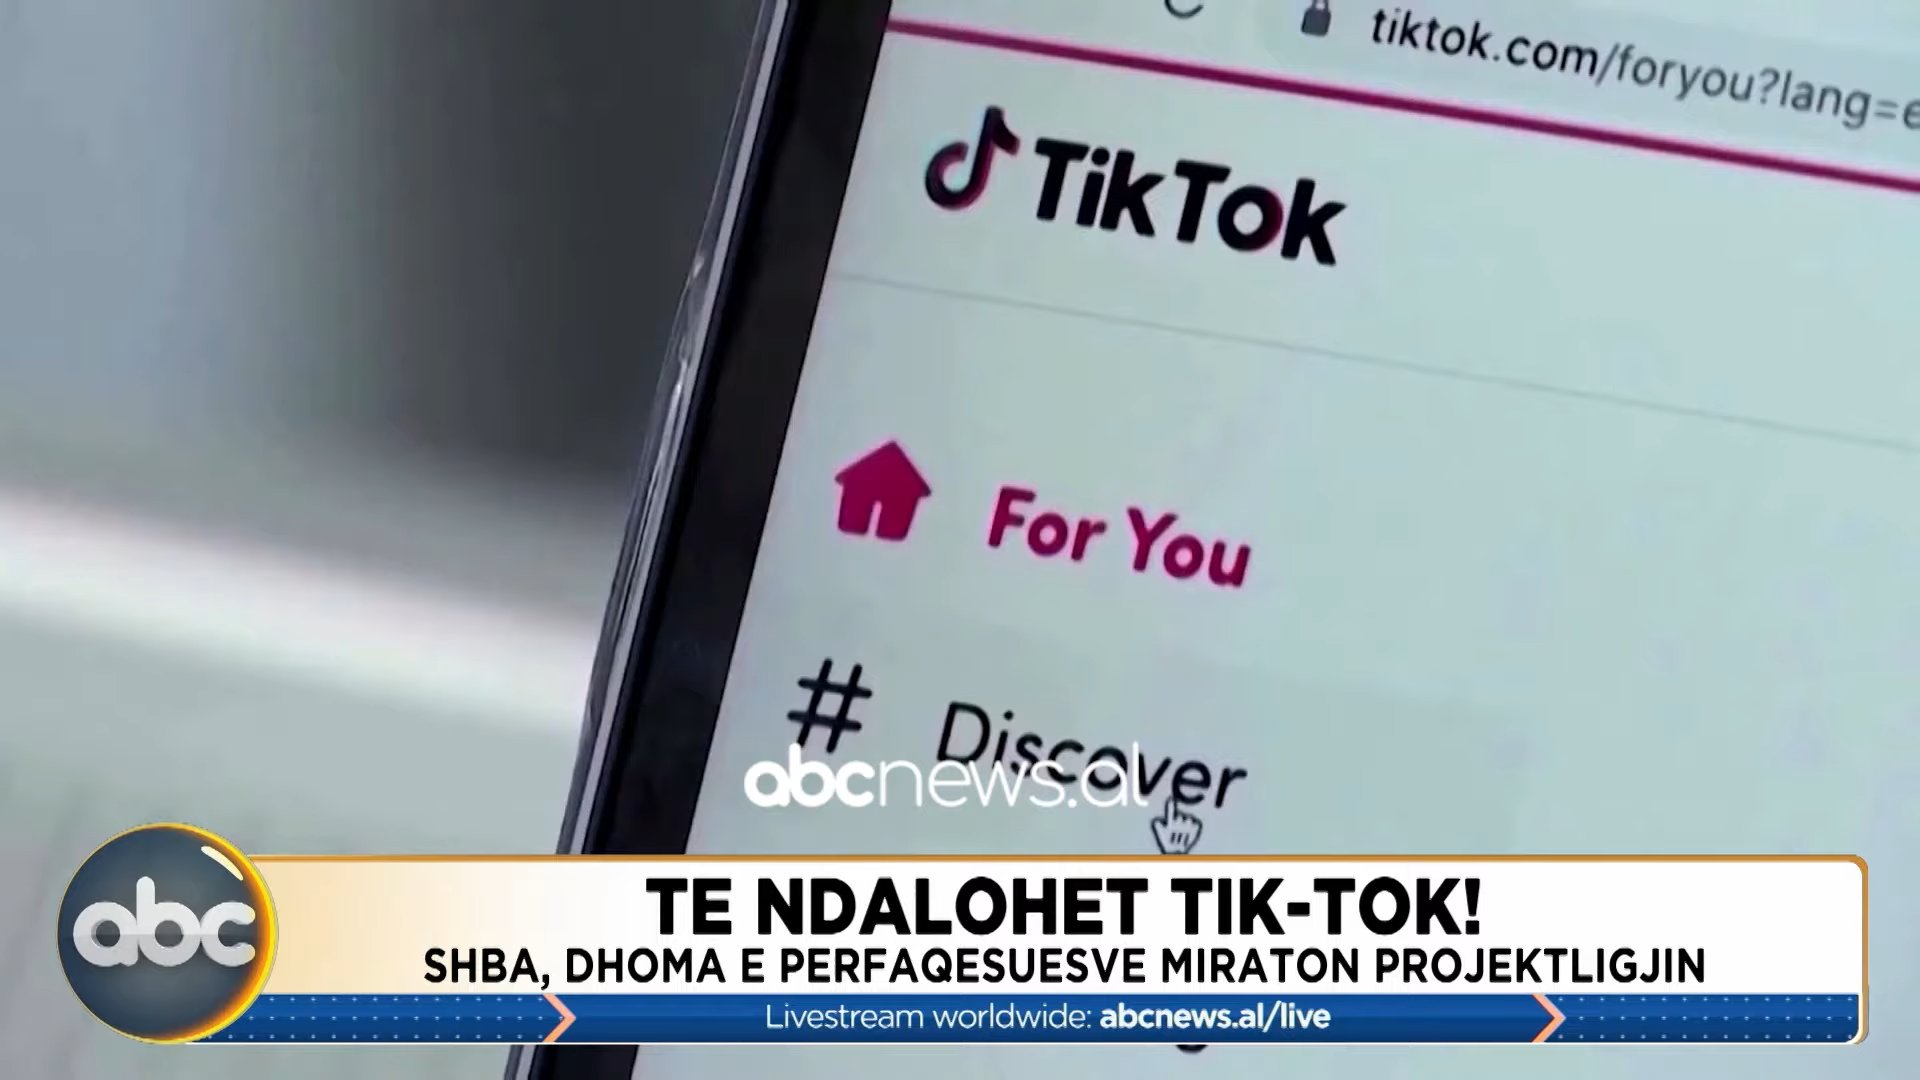 tiktok.com/foryou?lang=e
TikTok
For You
# Discover
abcnews.al
abc
TE NDALOHET TIK-TOK!
SHBA, DHOMA E PERFAQESUESVE MIRATON PROJEKTLIGJIN
Livestream worldwide: abcnews.al/live